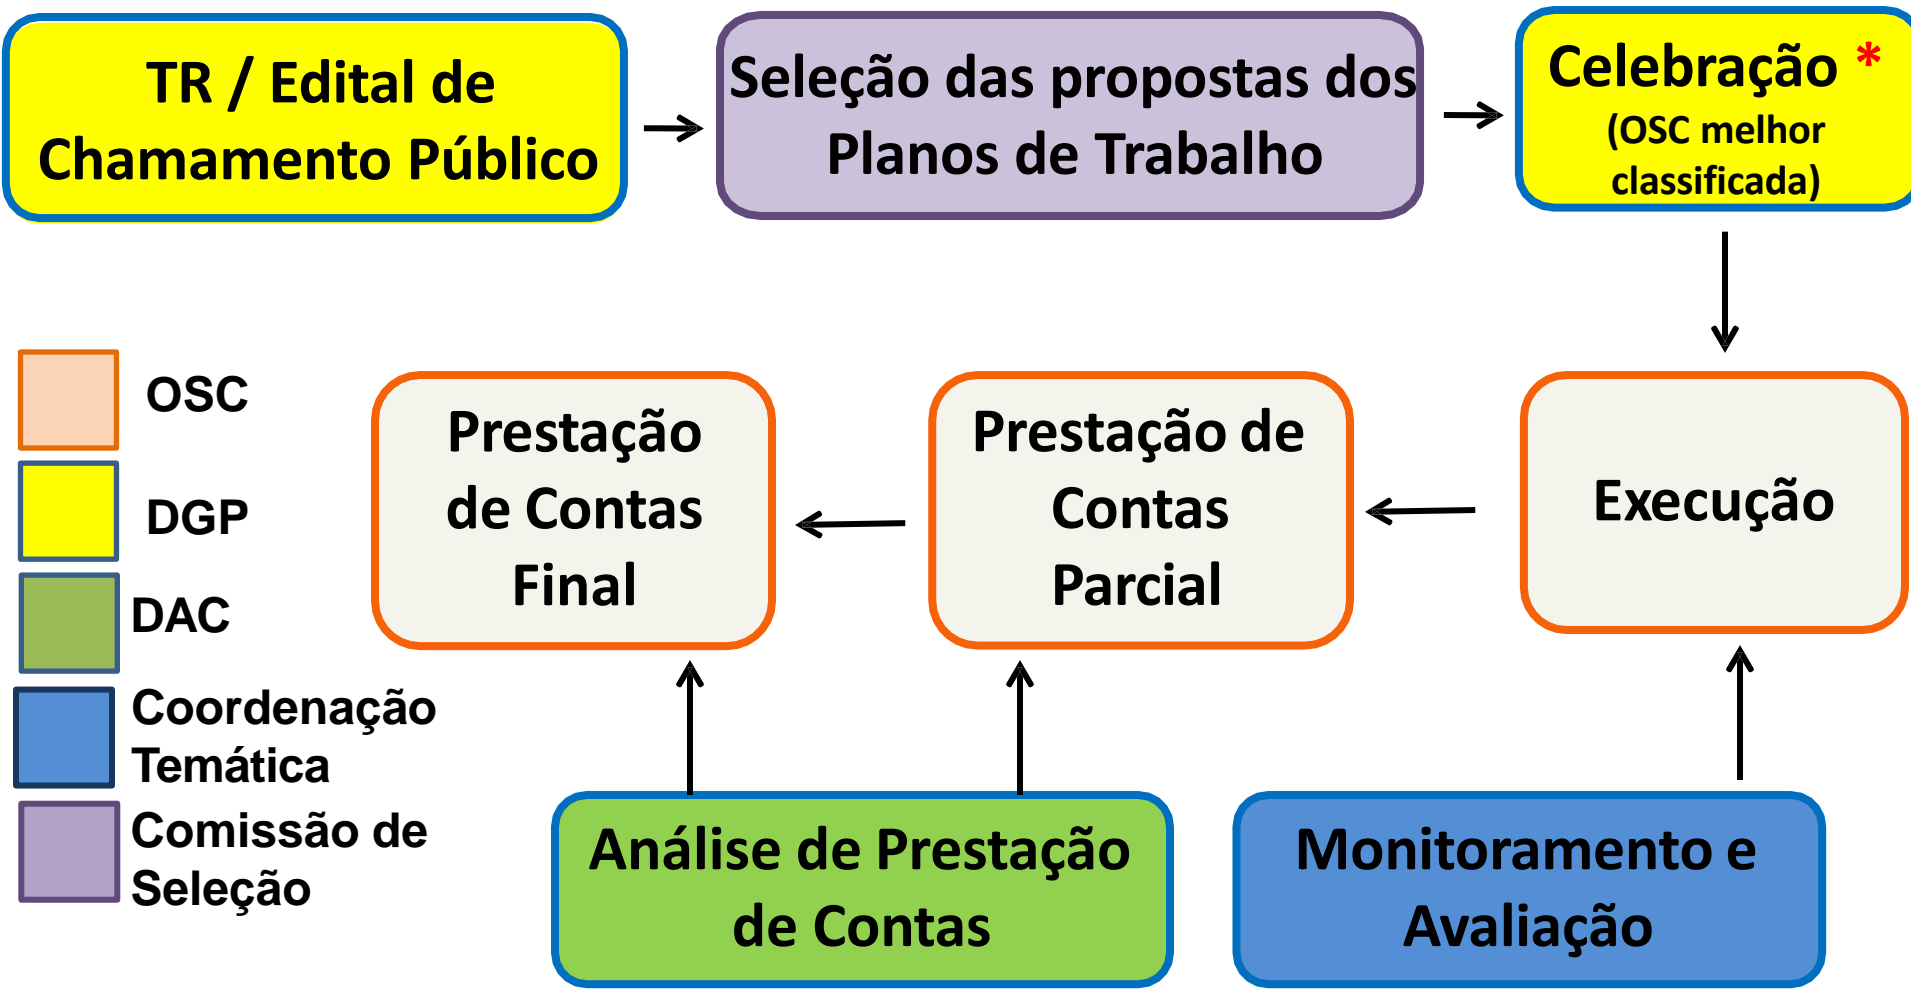 TR / Edital de
Chamamento Público
Seleção das propostas dos
Planos de Trabalho
Celebração *
(OSC melhor
classificada)
OSC
DGP
DAC
Coordenação
Temática
Comissão de
Seleção
Prestação
de Contas
Final
Prestação de
Contas
Parcial
Execução
Análise de Prestação
de Contas
Monitoramento e
Avaliação